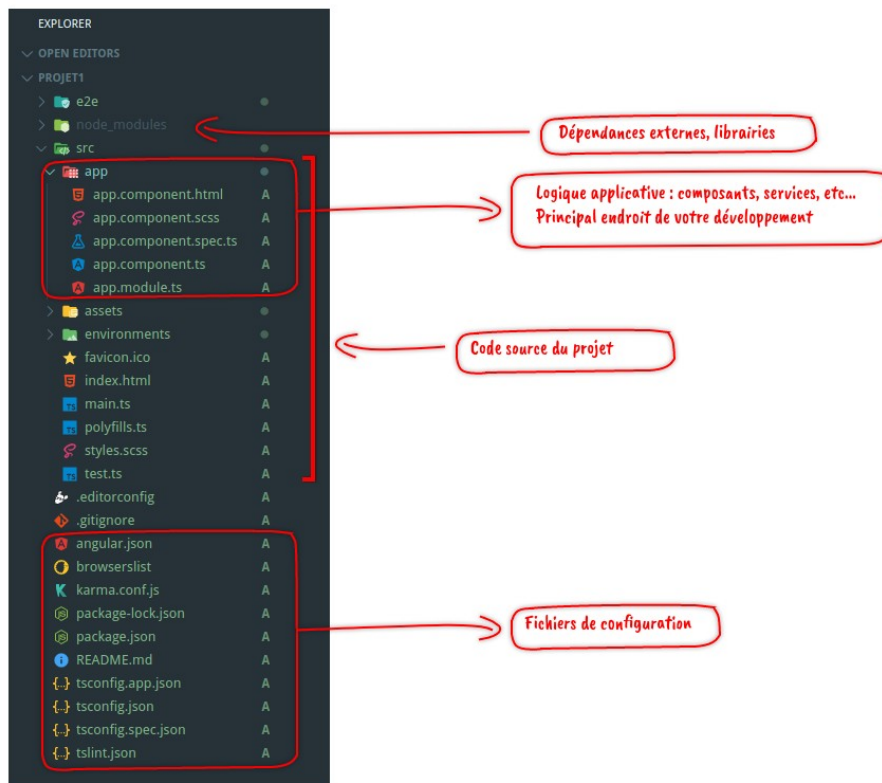 EXPLORER
OPEN EDITORS
PROJET1
e2e
node_modules
Dépendances externes, librairies
src
app
app.component.html A
Logique applicative : composants, services, etc...
Principal endroit de votre développement
app.component.scss A
app.component.spec.ts A
app.component.ts A
app.module.ts A
assets
environments
Code source du projet
favicon.ico A
index.html A
main.ts A
polyfills.ts A
styles.scss A
test.ts A
.editorconfig A
.gitignore A
angular.json A
browserslist A
karma.conf.js A
package-lock.json A
Fichiers de configuration
package.json A
README.md A
tsconfig.app.json A
tsconfig.json A
tsconfig.spec.json A
tslint.json A